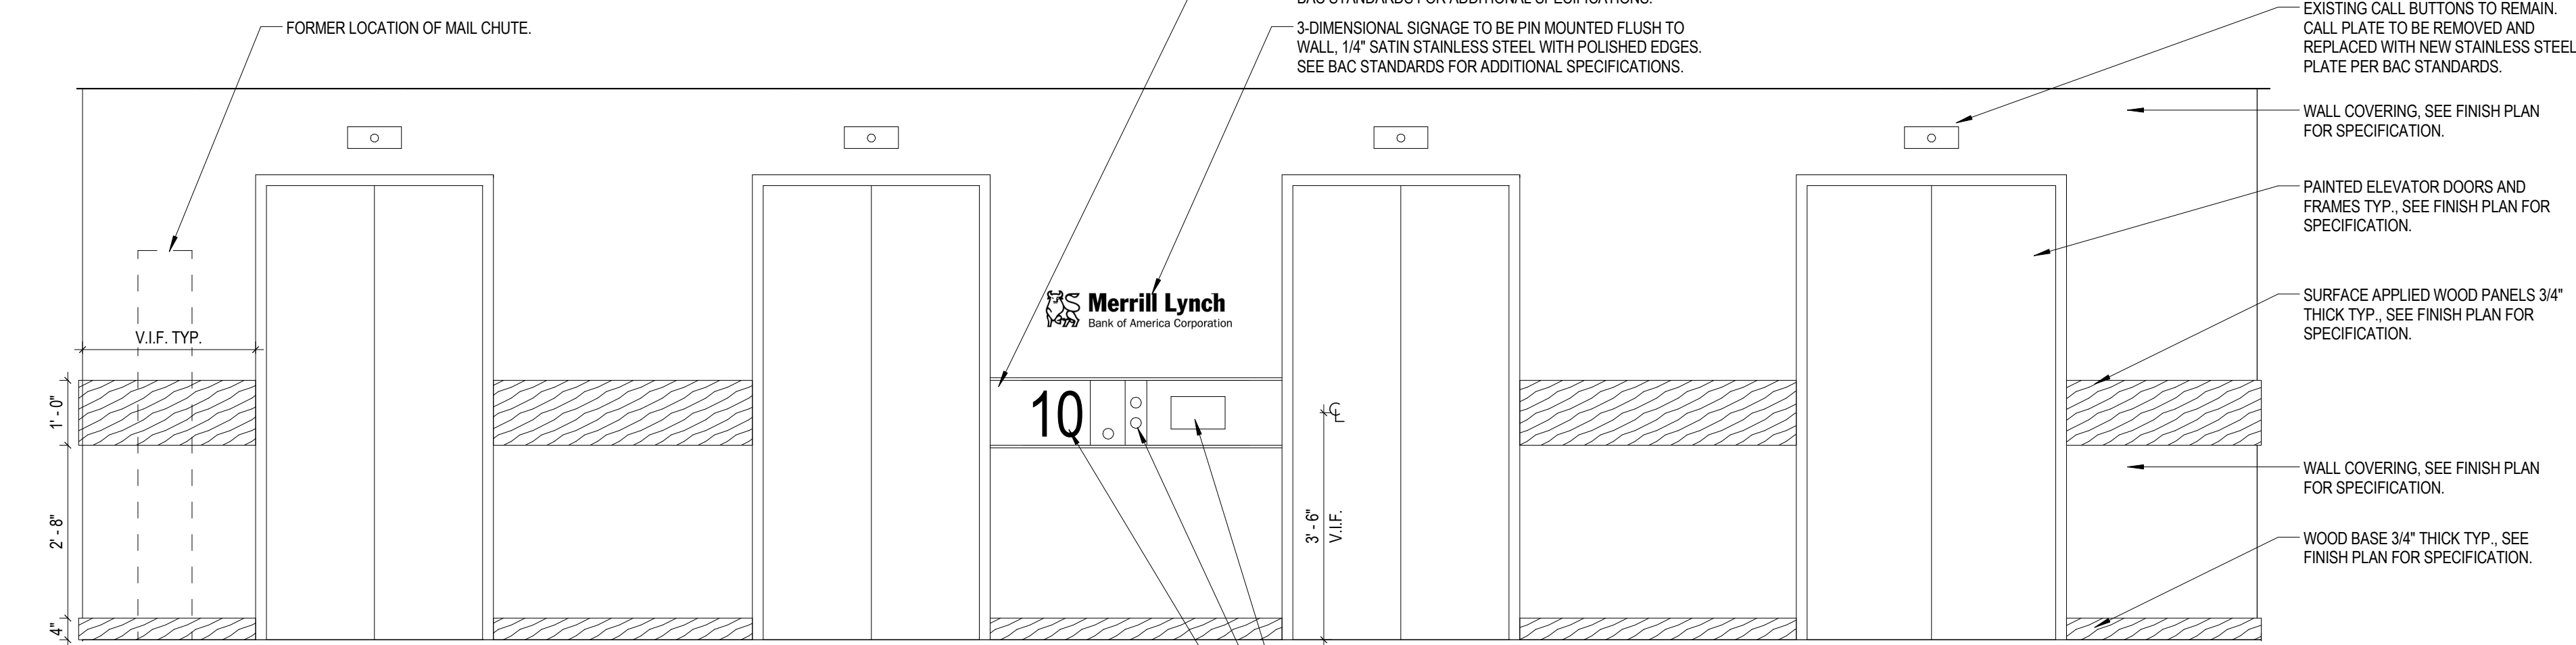 BAC STANDARDS FOR ADDITIONAL SPECIFICATIONS.
FORMER LOCATION OF MAIL CHUTE.
3-DIMENSIONAL SIGNAGE TO BE PIN MOUNTED FLUSH TO
WALL, 1/4" SATIN STAINLESS STEEL WITH POLISHED EDGES.
SEE BAC STANDARDS FOR ADDITIONAL SPECIFICATIONS.
EXISTING CALL BUTTONS TO REMAIN.
CALL PLATE TO BE REMOVED AND
REPLACED WITH NEW STAINLESS STEEL
PLATE PER BAC STANDARDS.
WALL COVERING, SEE FINISH PLAN
FOR SPECIFICATION.
PAINTED ELEVATOR DOORS AND
FRAMES TYP., SEE FINISH PLAN FOR
SPECIFICATION.
SURFACE APPLIED WOOD PANELS 3/4"
THICK TYP., SEE FINISH PLAN FOR
SPECIFICATION.
WALL COVERING, SEE FINISH PLAN
FOR SPECIFICATION.
WOOD BASE 3/4" THICK TYP., SEE
FINISH PLAN FOR SPECIFICATION.
Merrill Lynch
Bank of America Corporation
V.I.F. TYP.
10
1' - 0"
2' - 8"
4"
3' - 6"
V.I.F.